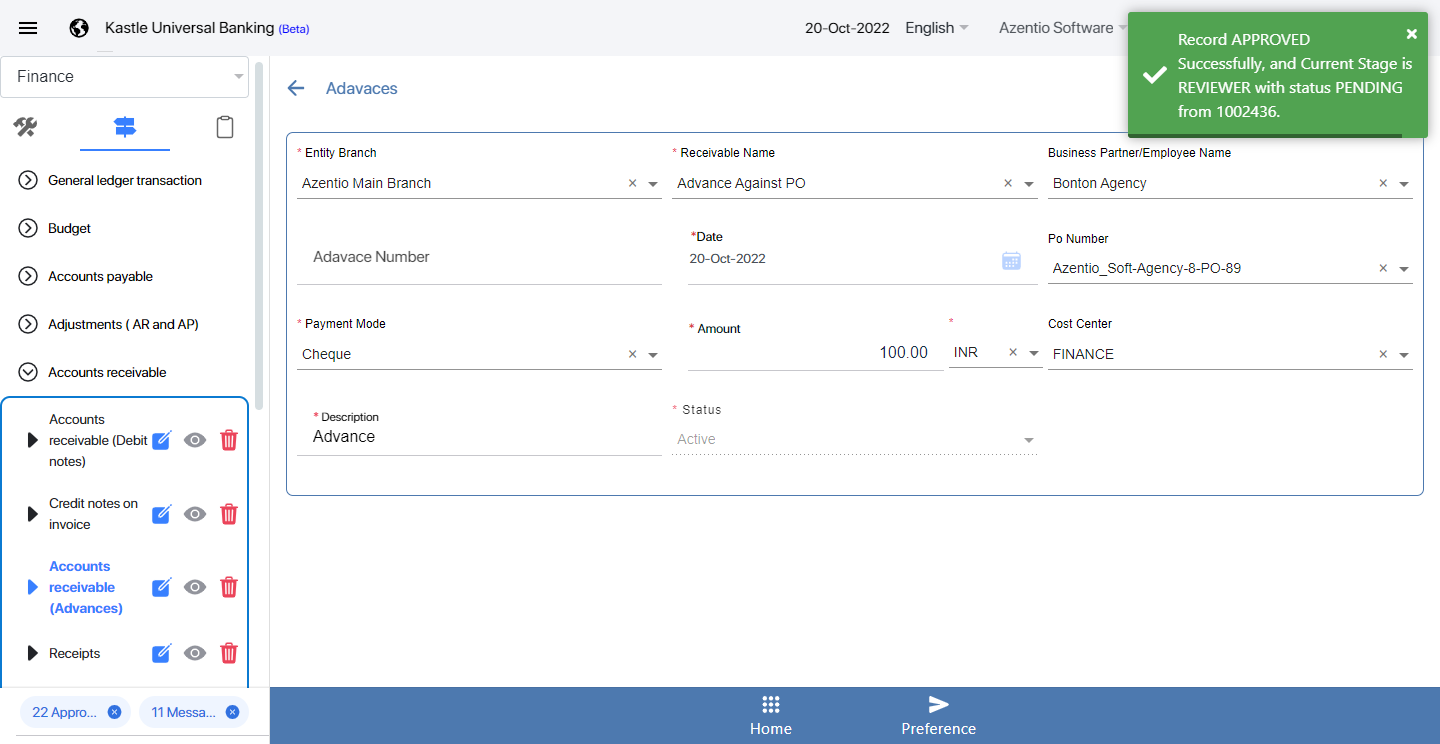 Kastle Universal Banking (Beta)
20-Oct-2022
English
Azentio Software
Record APPROVED
Successfully, and Current Stage is
REVIEWER with status PENDING
from 1002436.
Finance
General ledger transaction
Budget
Accounts payable
Adjustments ( AR and AP)
Accounts receivable
Accounts
receivable (Debit
notes)
Credit notes on
invoice
Accounts
receivable
(Advances)
Receipts
22 Appro...
11 Messa...
Adavaces
* Entity Branch
Azentio Main Branch
* Receivable Name
Advance Against PO
Business Partner/Employee Name
Bonton Agency
Adavace Number
*Date
20-Oct-2022
Po Number
Azentio_Soft-Agency-8-PO-89
* Payment Mode
Cheque
* Amount
100.00
*
INR
Cost Center
FINANCE
* Description
Advance
* Status
Active
Home
Preference